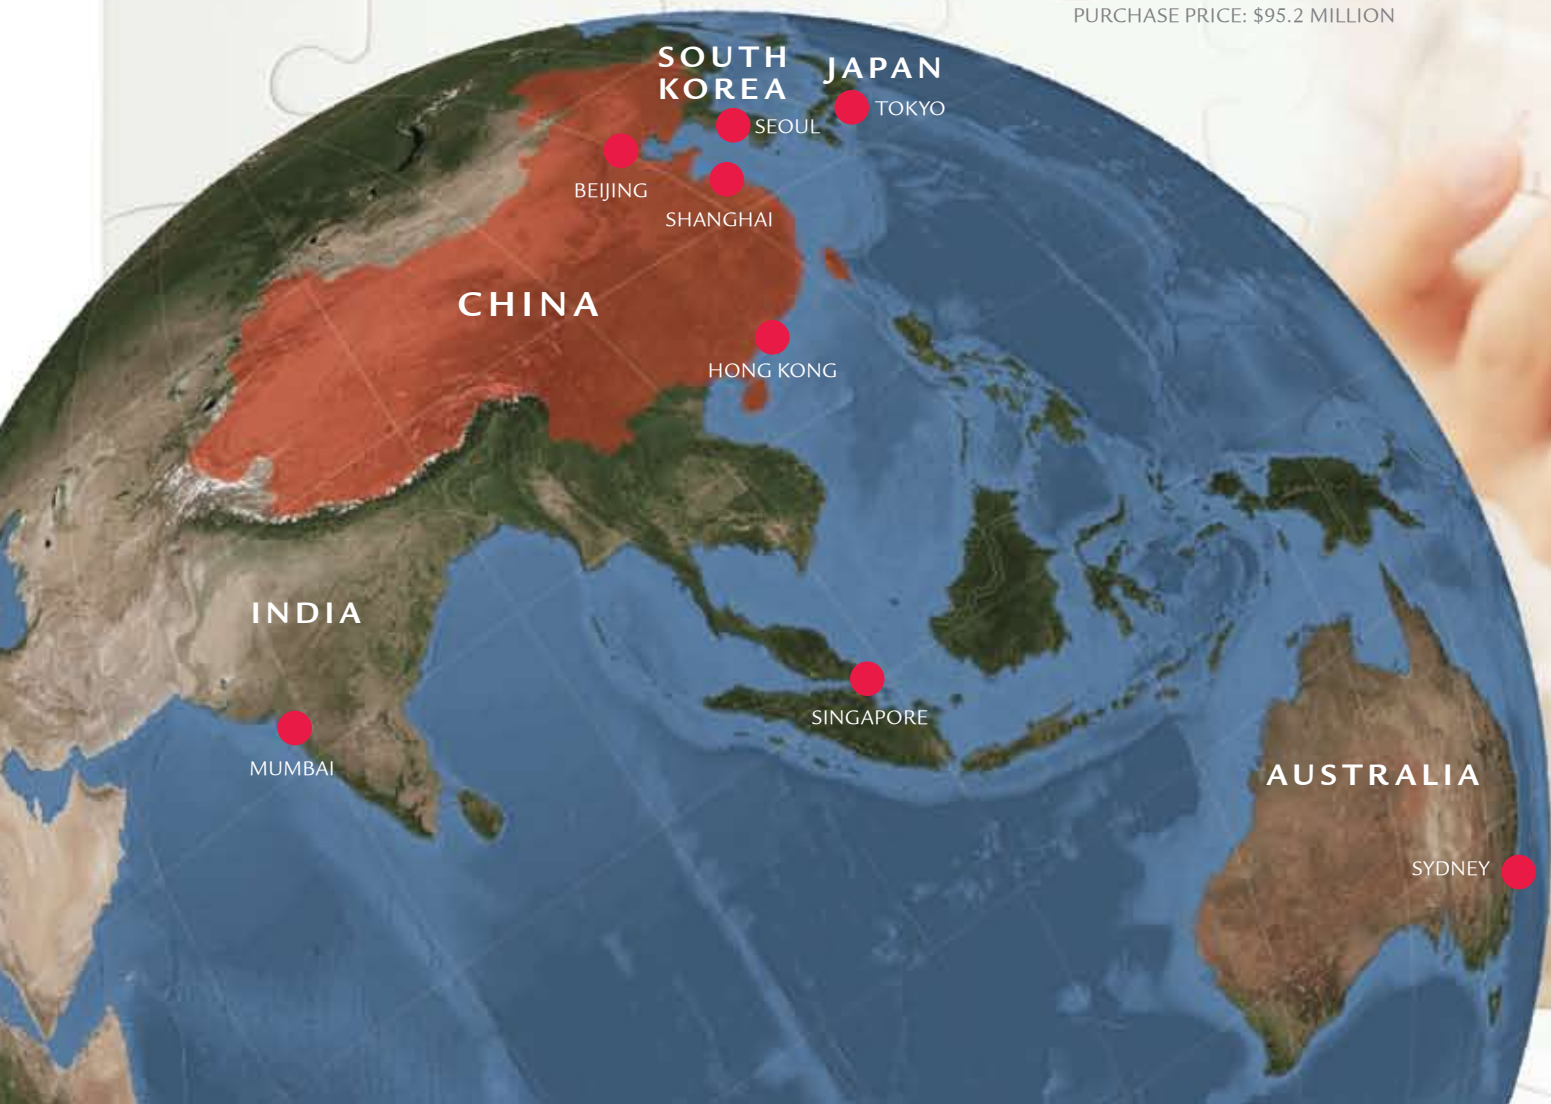 PURCHASE PRICE: $95.2 MILLION
SOUTH
KOREA
JAPAN
TOKYO
SEOUL
BEIJING
SHANGHAI
CHINA
HONG KONG
INDIA
SINGAPORE
MUMBAI
AUSTRALIA
SYDNEY